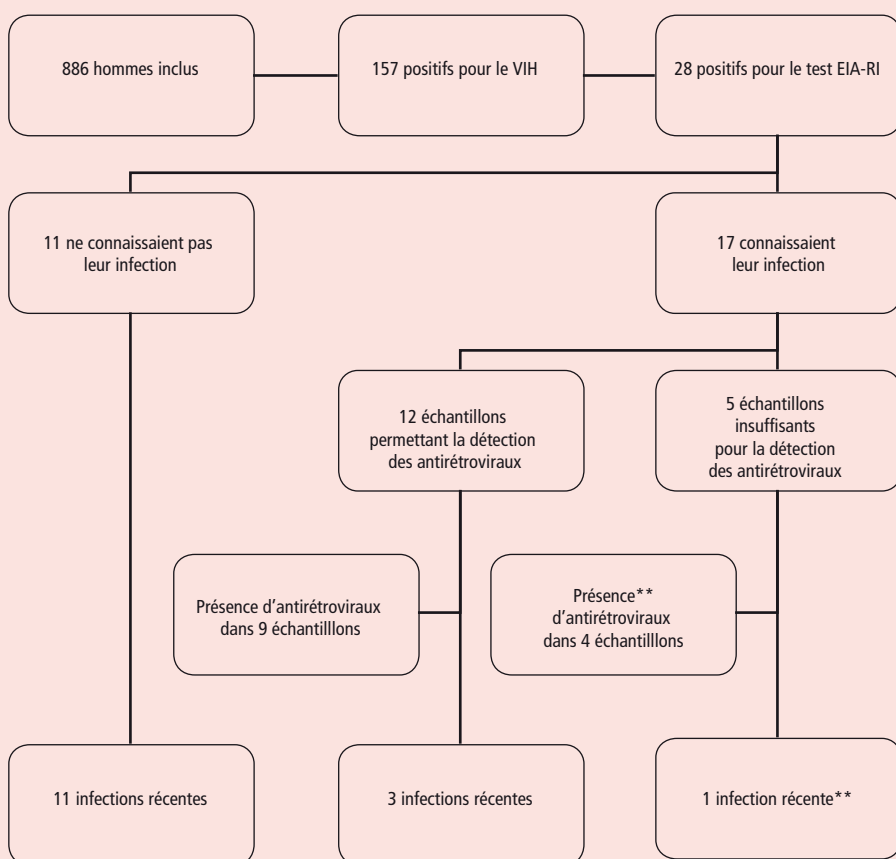 886 hommes inclus
157 positifs pour le VIH
28 positifs pour le test EIA-RI
11 ne connaissaient pas
leur infection
17 connaissaient
leur infection
12 échantillons
permettant la détection
des antirétroviraux
5 échantillons
insuffisants
pour la détection
des antirétroviraux
Présence d'antirétroviraux
dans 9 échantilllons
Présence**
d'antirétroviraux
dans 4 échantilllons
11 infections récentes
3 infections récentes
1 infection récente**